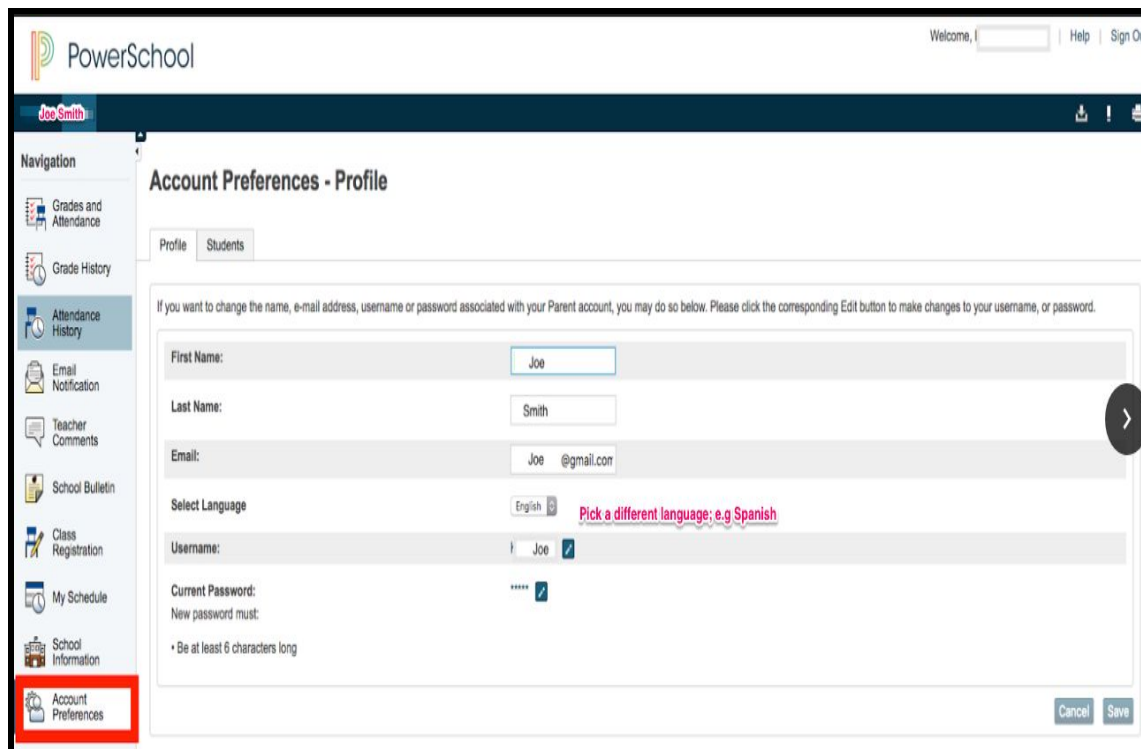 PowerSchool
Welcome, I
Help
Sign Ou
Joe Smith
Navigation
Grades and
Attendance
Grade History
Attendance
History
Email
Notification
Teacher
Comments
School Bulletin
Class
Registration
My Schedule
School
Information
Account
Preferences
Account Preferences - Profile
Profile
Students
If you want to change the name, e-mail address, username or password associated with your Parent account, you may do so below. Please click the corresponding Edit button to make changes to your username, or password.
First Name: Joe
Last Name: Smith
Email: Joe @gmail.com
Select Language English Pick a different language; e.g Spanish
Username: Joe
Current Password: *****
New password must:
• Be at least 6 characters long
Cancel Save